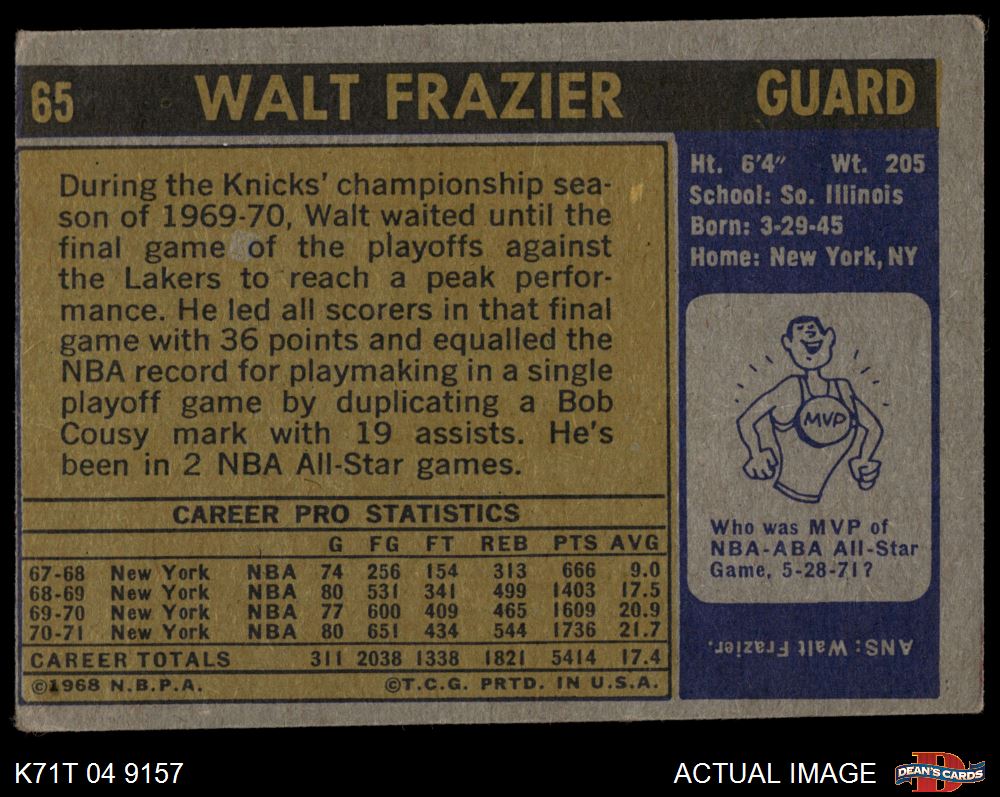 65 WALT FRAZIER GUARD
During the Knicks' championship sea-
son of 1969-70, Walt waited until the
final game of the playoffs against
the Lakers to reach a peak perfor-
mance. He led all scorers in that final
game with 36 points and equalled the
NBA record for playmaking in a single
playoff game by duplicating a Bob
Cousy mark with 19 assists. He's
been in 2 NBA All-Star games.
CAREER PRO STATISTICS
G FG FT REB PTS AVG
67-68 New York NBA 74 256 154 313 666 9.0
68-69 New York NBA 80 531 341 499 1403 17.5
69-70 New York NBA 77 600 409 465 1609 20.9
70-71 New York NBA 80 651 434 544 1736 21.7
CAREER TOTALS 311 2038 1338 1821 5414 17.4
©1968 N.B.P.A. ©T.C.G. PRTD. IN U.S.A.
Ht. 6'4" Wt. 205
School: So. Illinois
Born: 3-29-45
Home: New York, NY
MVP
Who was MVP of
NBA-ABA All-Star
Game, 5-28-71?
ANS: Walt Frazier.
K71T 04 9157
ACTUAL IMAGE
D
DEAN'S CARDS